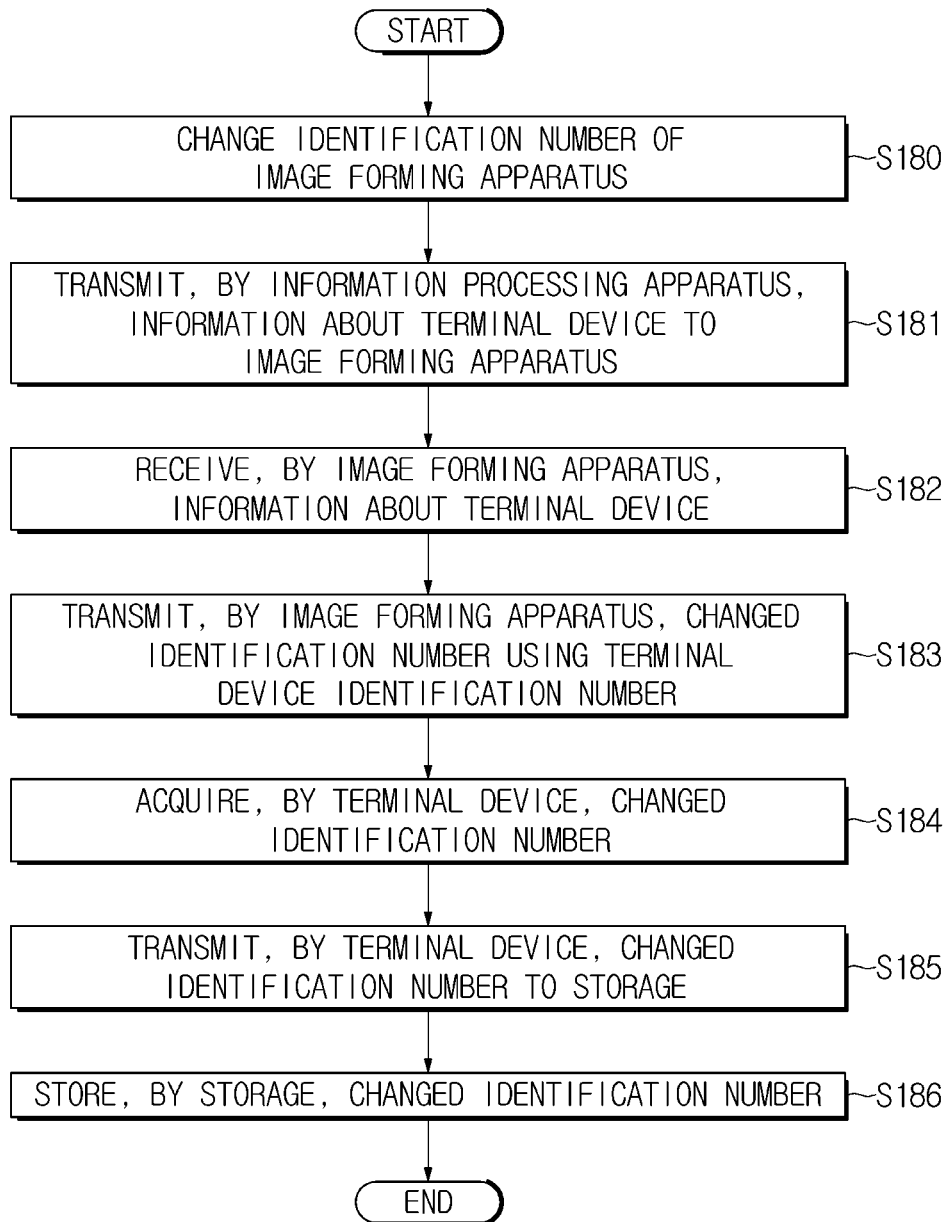 START
CHANGE IDENTIFICATION NUMBER OF
IMAGE FORMING APPARATUS
S180
TRANSMIT, BY INFORMATION PROCESSING APPARATUS,
INFORMATION ABOUT TERMINAL DEVICE TO
IMAGE FORMING APPARATUS
S181
RECEIVE, BY IMAGE FORMING APPARATUS,
INFORMATION ABOUT TERMINAL DEVICE
S182
TRANSMIT, BY IMAGE FORMING APPARATUS, CHANGED
IDENTIFICATION NUMBER USING TERMINAL
DEVICE IDENTIFICATION NUMBER
S183
ACQUIRE, BY TERMINAL DEVICE, CHANGED
IDENTIFICATION NUMBER
S184
TRANSMIT, BY TERMINAL DEVICE, CHANGED
IDENTIFICATION NUMBER TO STORAGE
S185
STORE, BY STORAGE, CHANGED IDENTIFICATION NUMBER
S186
END